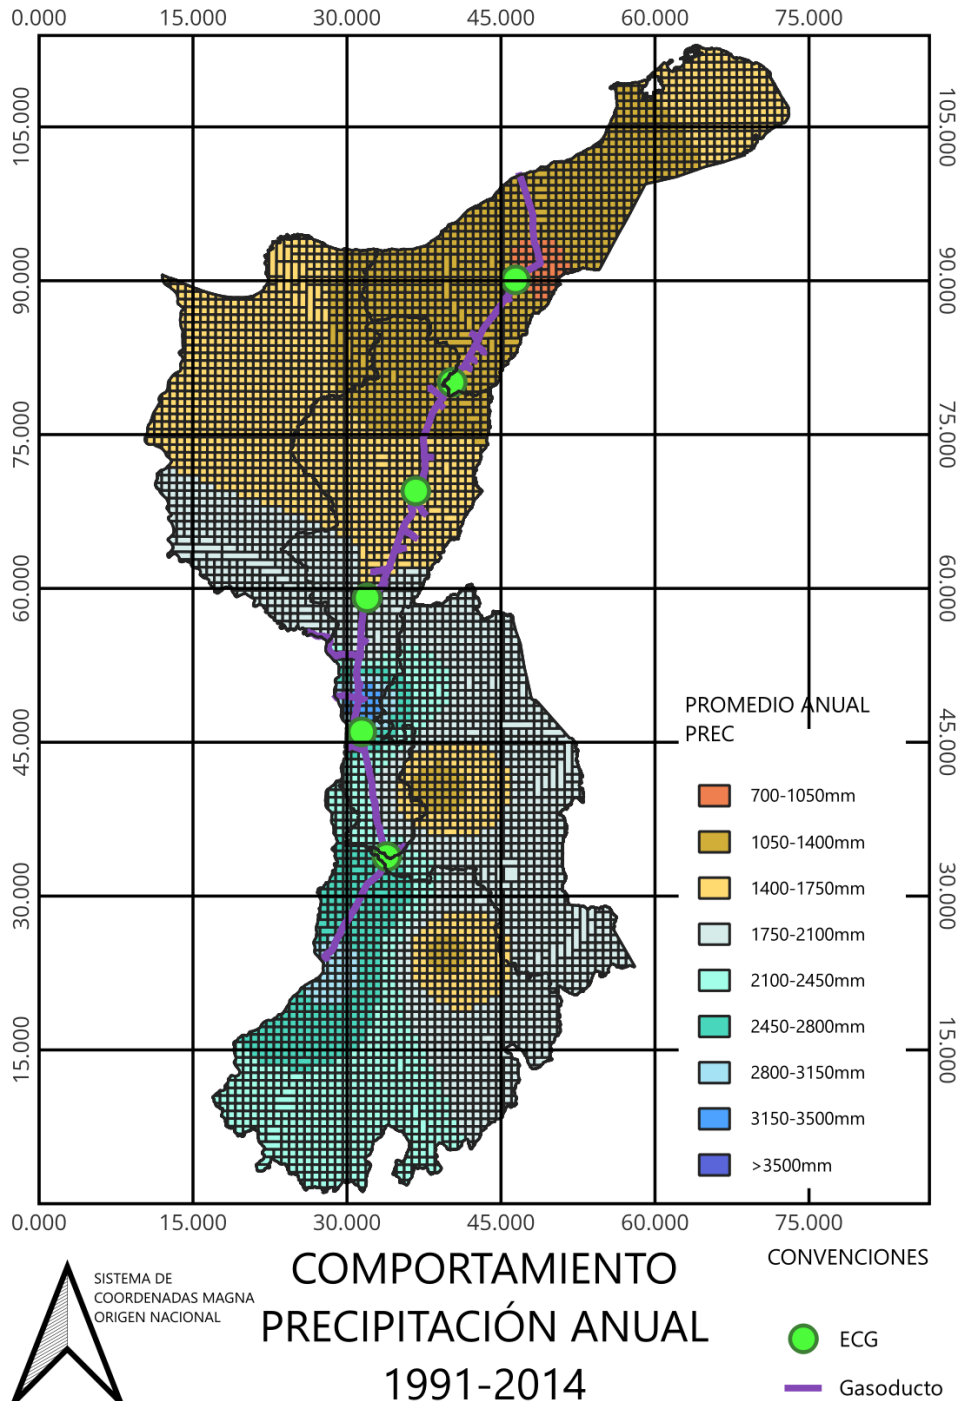 0.000 15.000 30.000 45.000 60.000 75.000
105.000 105.000
90.000 90.000
75.000 75.000
60.000 60.000
PROMEDIO ANUAL
PREC
45.000 45.000
700-1050mm
1050-1400mm
1400-1750mm
30.000 30.000
1750-2100mm
2100-2450mm
2450-2800mm
15.000 15.000
2800-3150mm
3150-3500mm
>3500mm
0.000 15.000 30.000 45.000 60.000 75.000
SISTEMA DE
COORDENADAS MAGNA
ORIGEN NACIONAL
COMPORTAMIENTO
PRECIPITACIÓN ANUAL
1991-2014
CONVENCIONES
ECG
Gasoducto